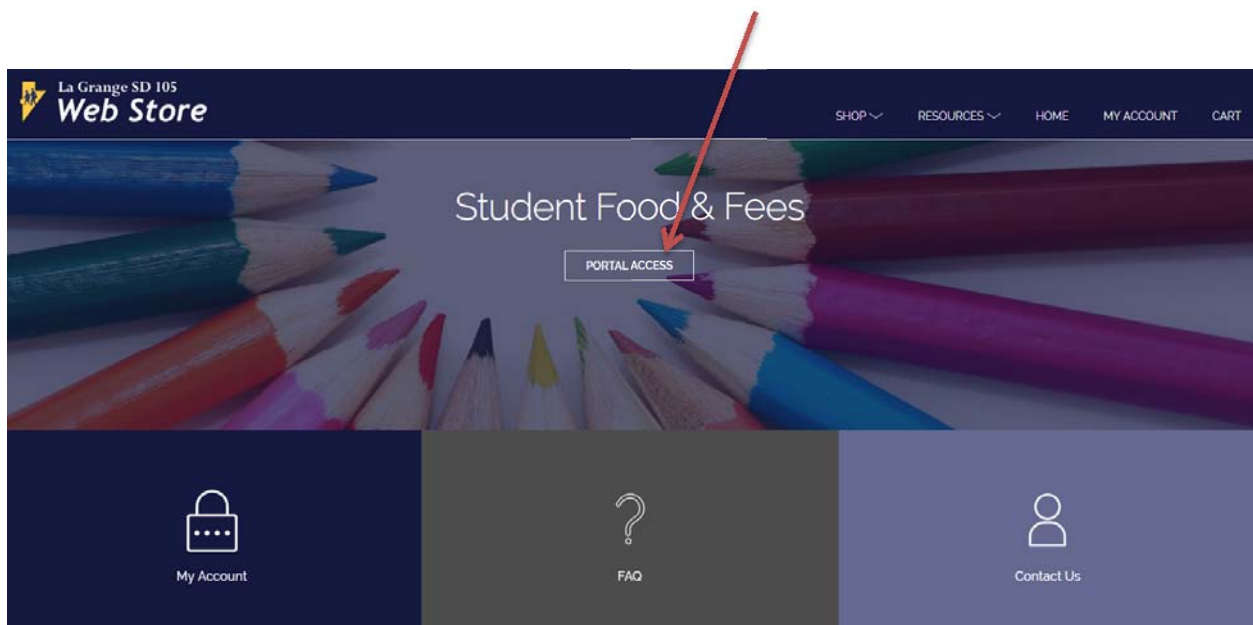 La Grange SD 105
Web Store
SHOP RESOURCES HOME MY ACCOUNT CART
Student Food & Fees
PORTAL ACCESS
My Account
FAQ
Contact Us